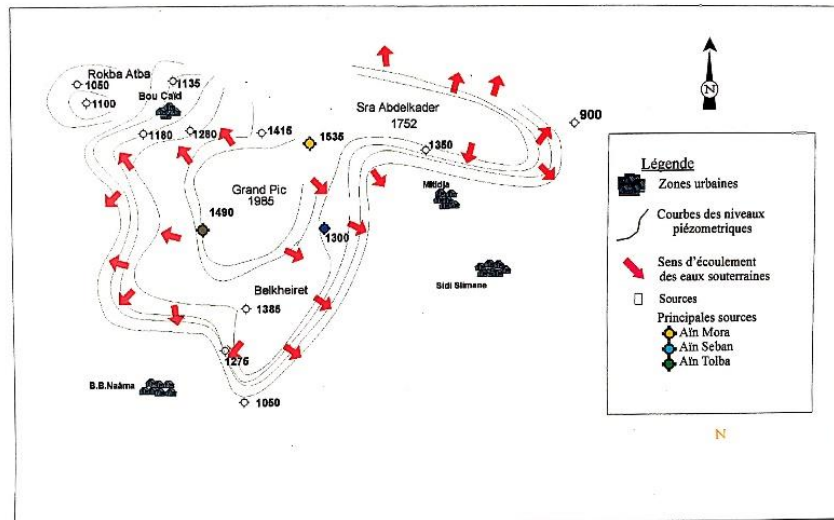 Rokba Atba
1050
1135
Bou Caïd
1100
1180
1280
1415
1535
Sra Abdelkader
1752
1350
900
Grand Pic
1985
1490
1300
Mitidja
Sidi Slimane
Belkheiret
1385
1275
B.B.Naâma
1050
N
Légende
Zones urbaines
Courbes des niveaux
piézometriques
Sens d'écoulement
des eaux souterraines
Sources
Principales sources
Aïn Mora
Aïn Seban
Aïn Tolba
N